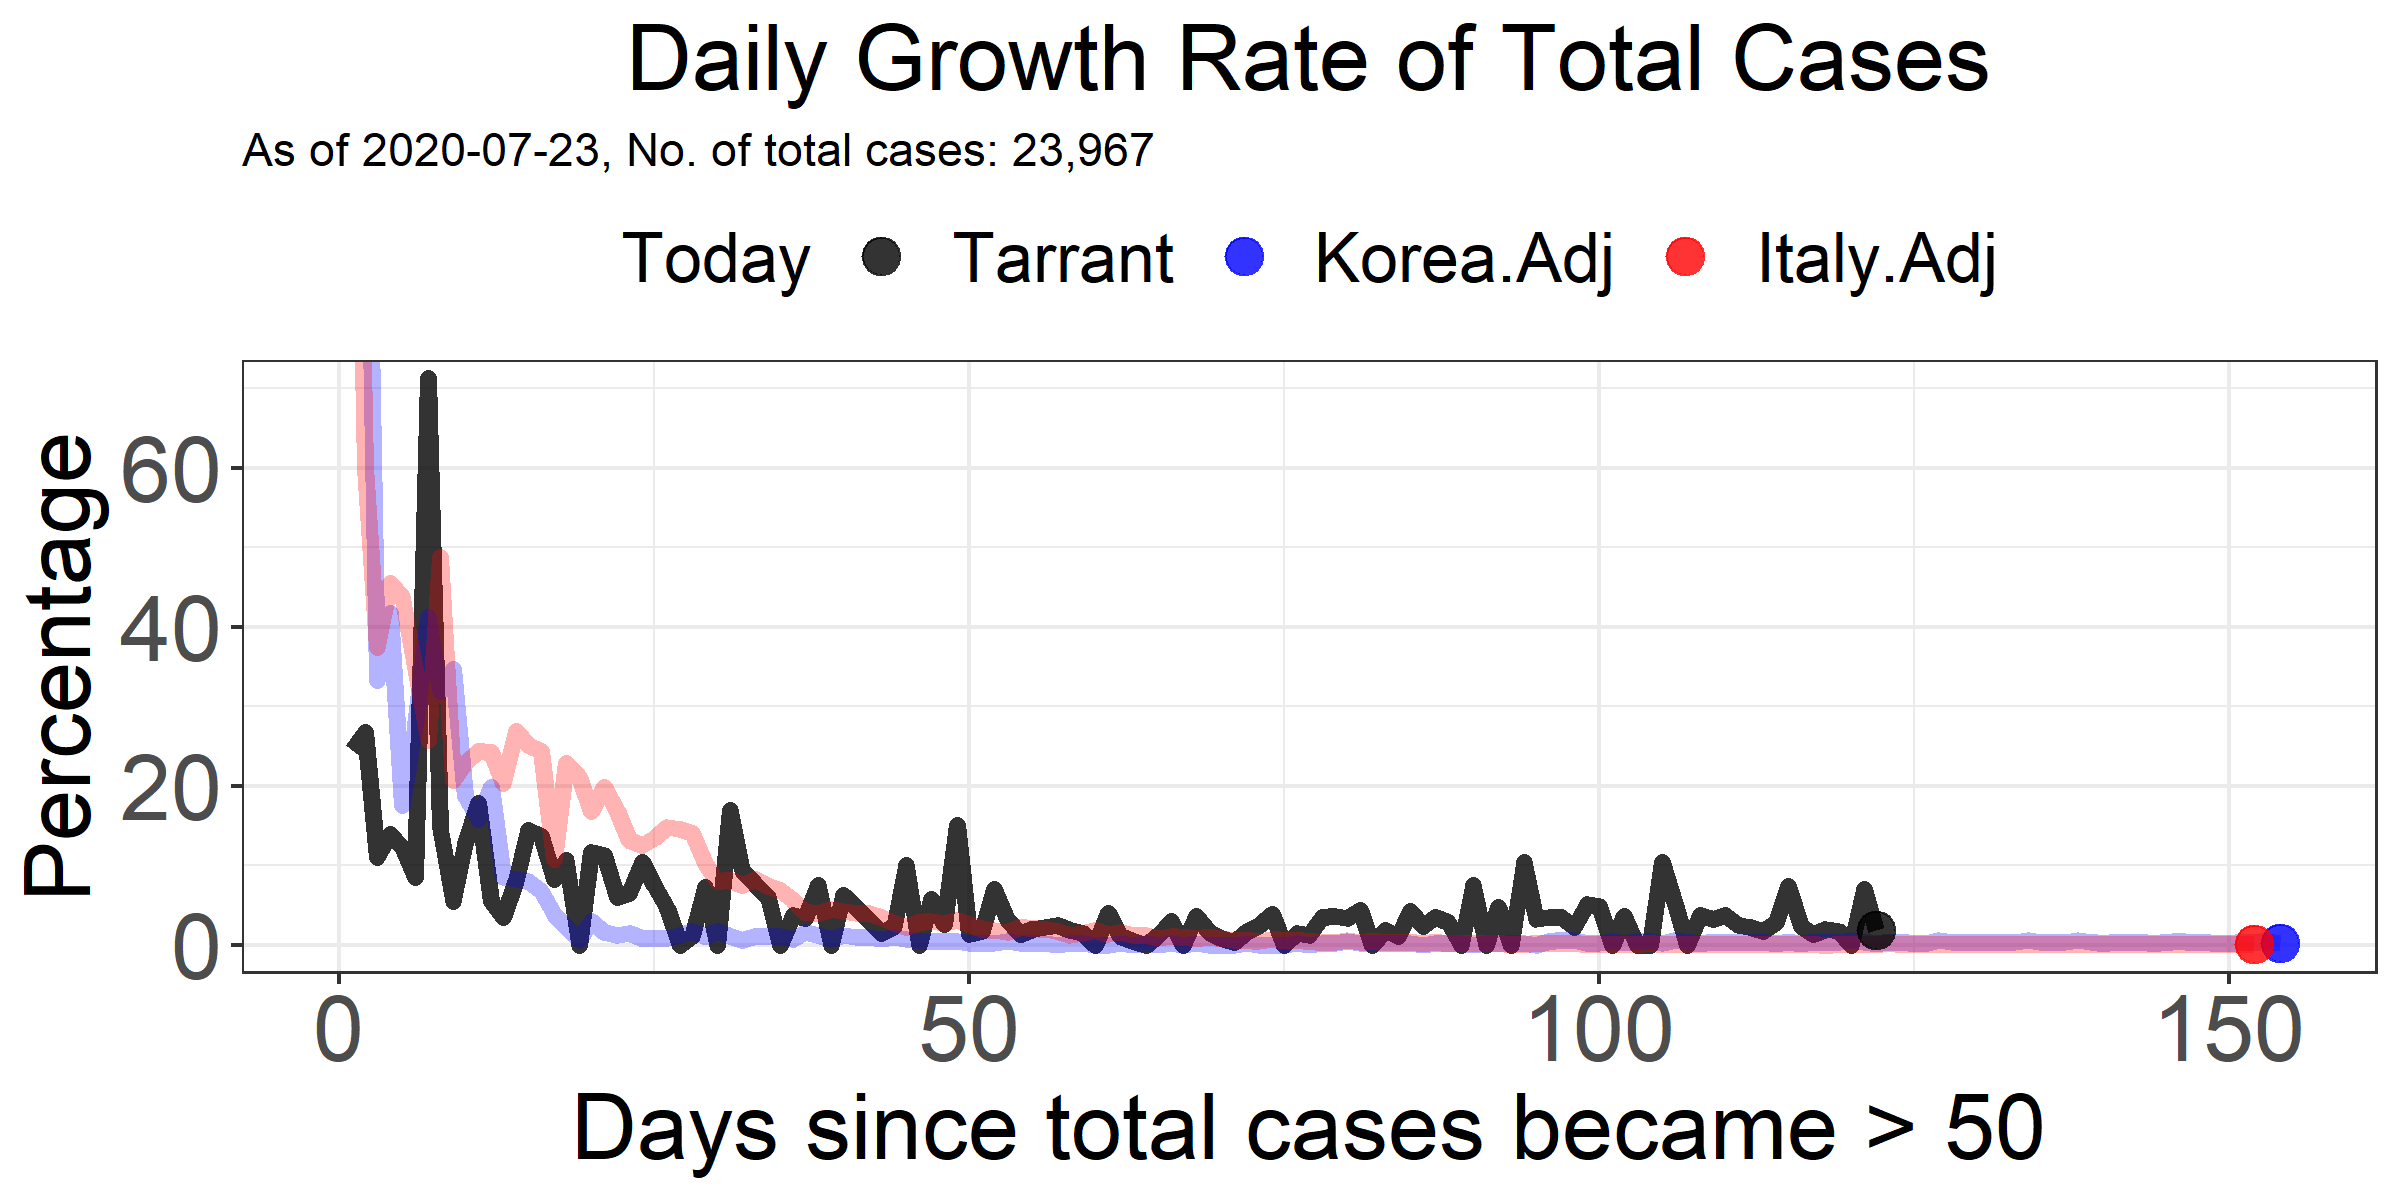 Daily Growth Rate of Total Cases
As of 2020-07-23, No. of total cases: 23,967
Today Tarrant Korea.Adj Italy.Adj
Percentage
60
40
20
0
0 50 100 150
Days since total cases became > 50